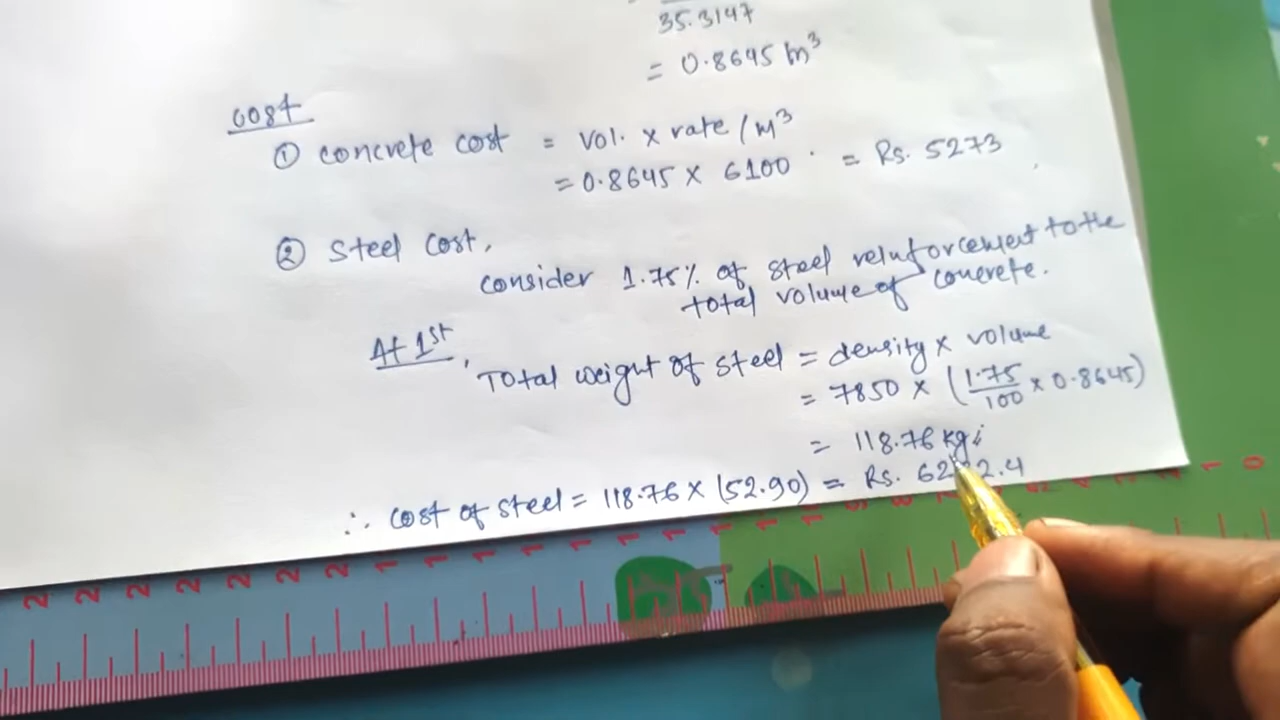 35.3147
= 0.8645 m³
cost
① concrete cost = vol. × rate / m³
= 0.8645 × 6100 = Rs. 5273
② Steel cost,
consider 1.75% of steel reinforcement to the
total volume of concrete.
At 1st,
Total weight of steel = density × volume
= 7850 × (1.75/100 × 0.8645)
= 118.76 kg;
∴ cost of steel = 118.76 × (52.90) = Rs.